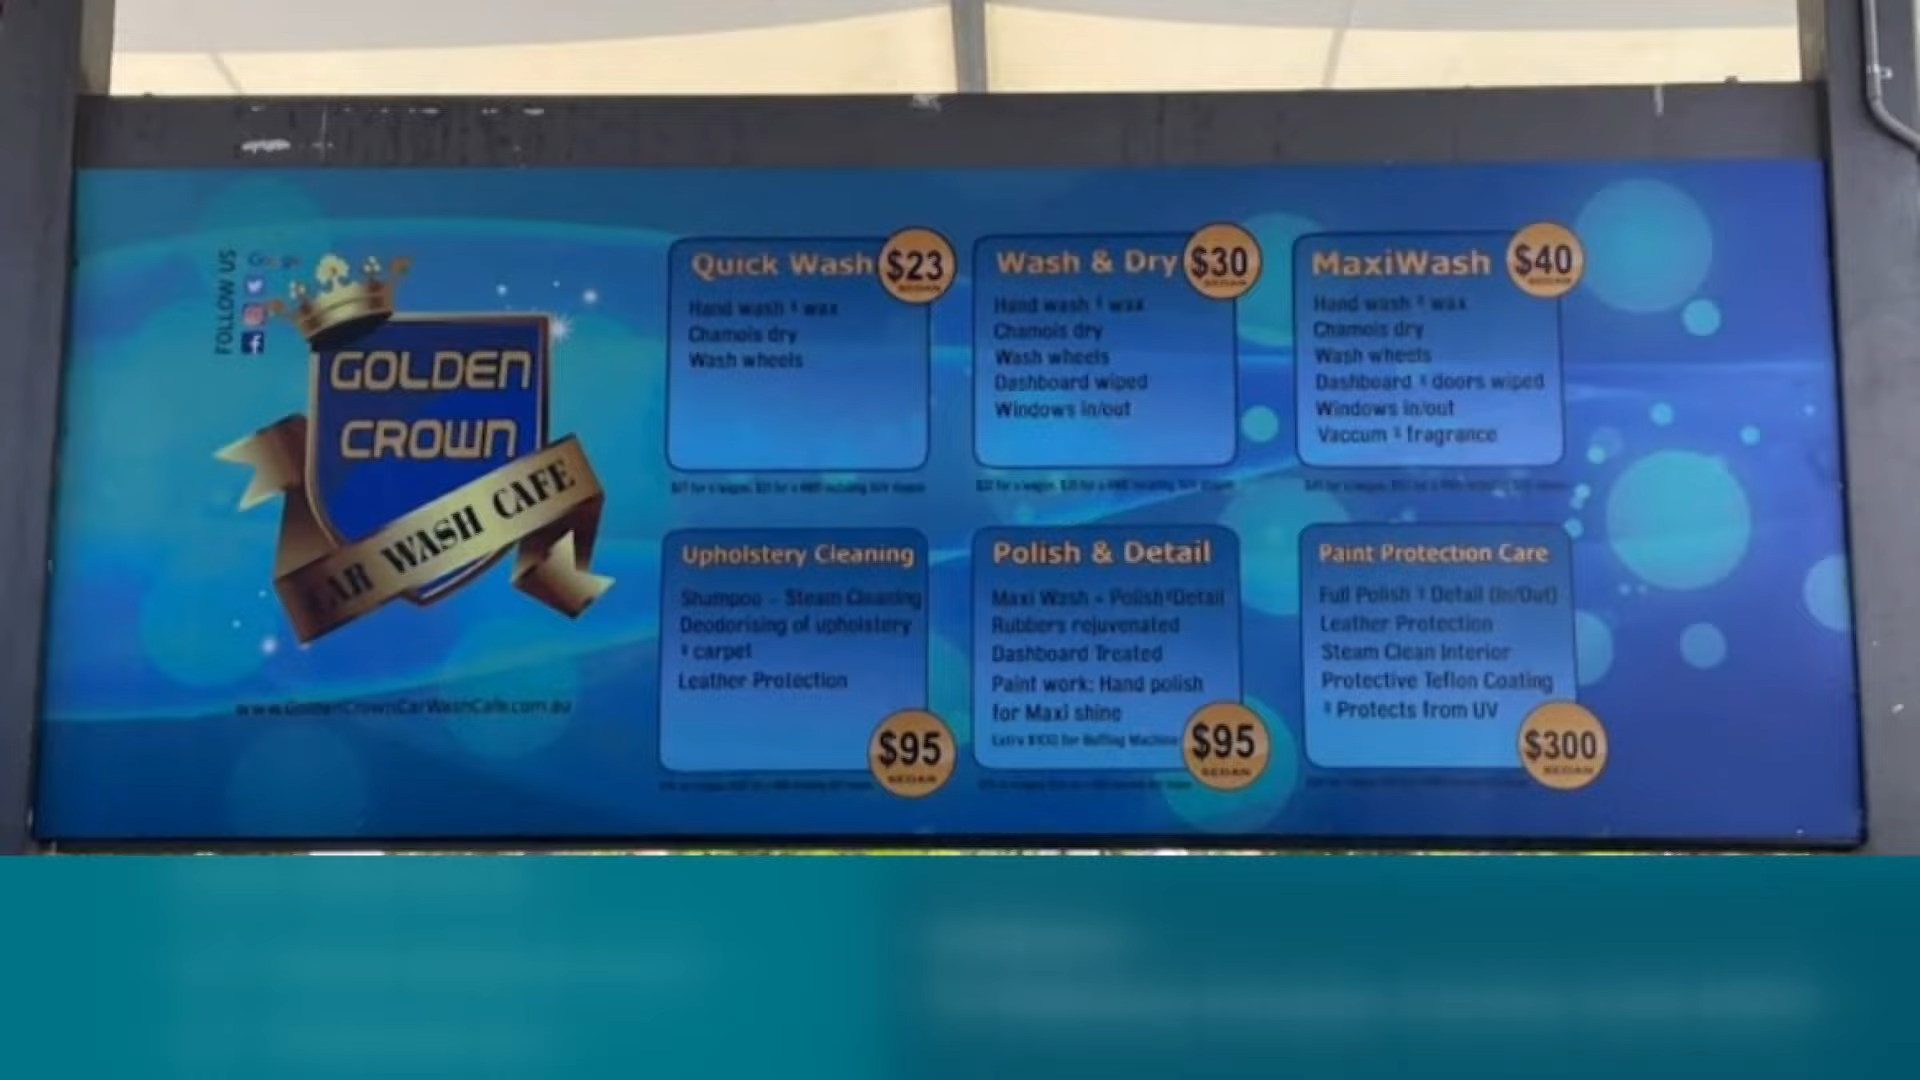 FOLLOW US
GOLDEN
CROWN
CAR WASH CAFE
www.GoldenCrownCarWashCafe.com.au
Quick Wash $23
SEDAN
Hand wash & wax
Chamois dry
Wash wheels
Wash & Dry $30
SEDAN
Hand wash & wax
Chamois dry
Wash wheels
Dashboard wiped
Windows in/out
MaxiWash $40
SEDAN
Hand wash & wax
Chamois dry
Wash wheels
Dashboard & doors wiped
Windows in/out
Vaccum & fragrance
Upholstery Cleaning
Shampoo - Steam Cleaning
Deodorising of upholstery
& carpet
Leather Protection
$95
SEDAN
Polish & Detail
Maxi Wash + Polish&Detail
Rubbers rejuvenated
Dashboard Treated
Paint work: Hand polish
for Maxi shine
Extra $100 for Buffing Machine
$95
SEDAN
Paint Protection Care
Full Polish & Detail (In/Out)
Leather Protection
Steam Clean Interior
Protective Teflon Coating
& Protects from UV
$300
SEDAN